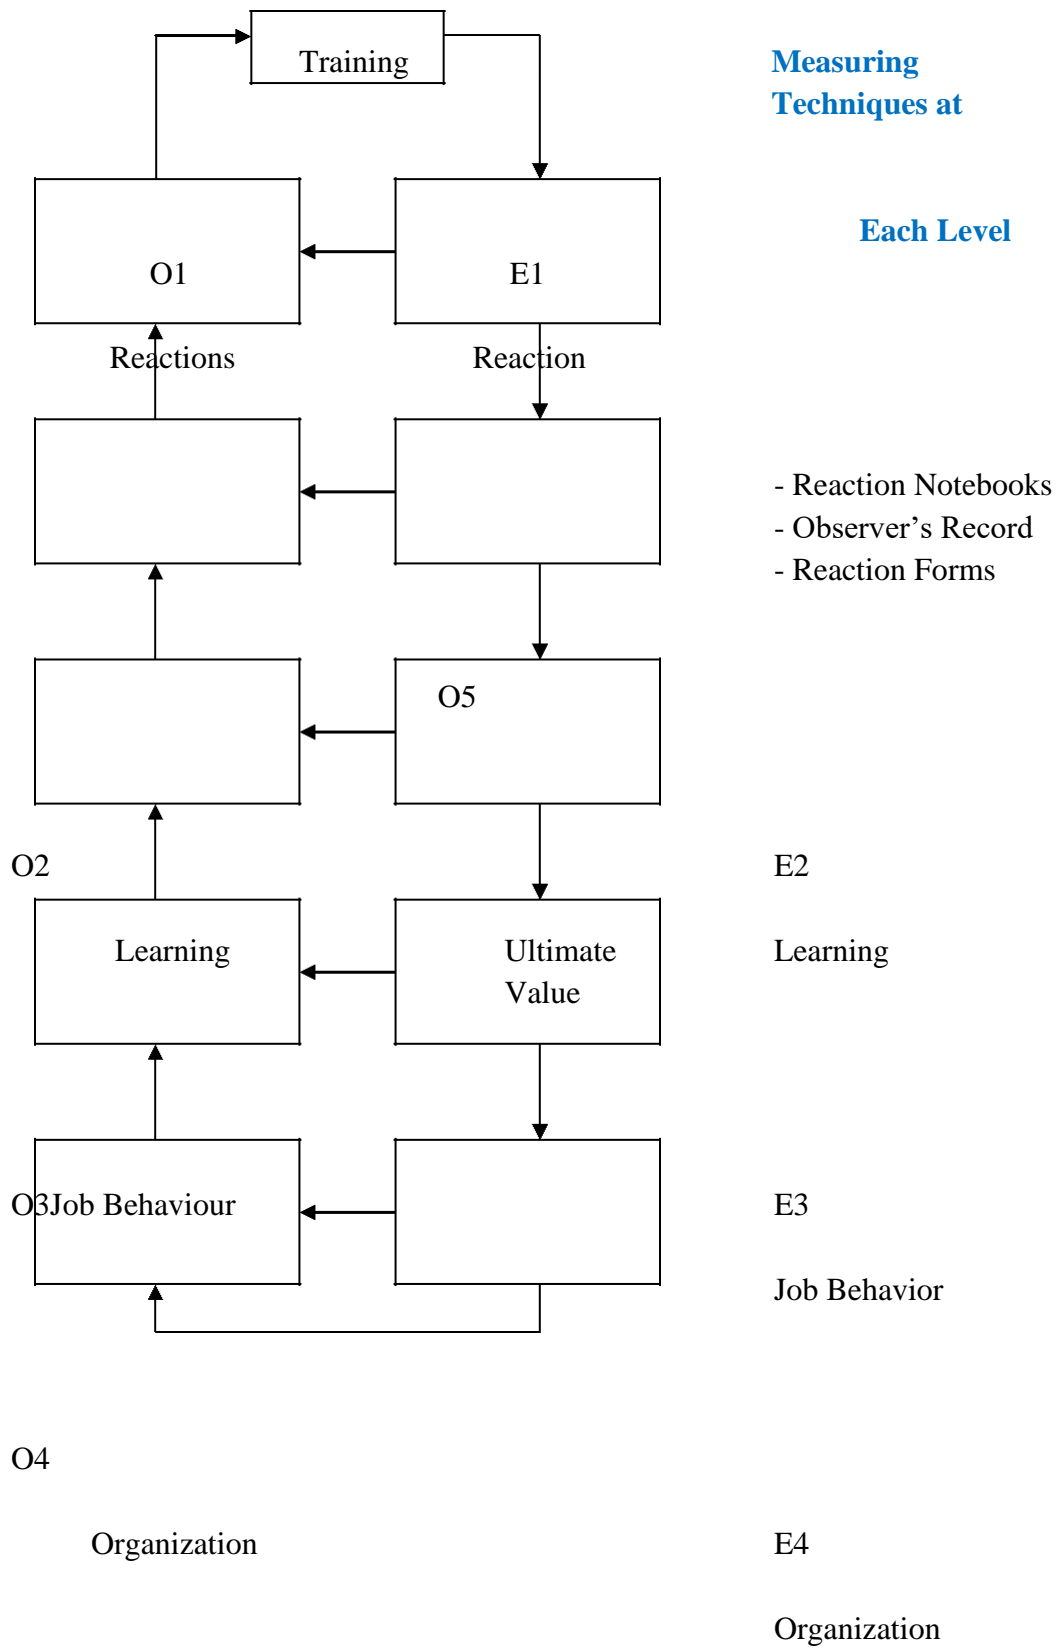 Training
Measuring
Techniques at
Each Level
O1 E1
Reactions Reaction
- Reaction Notebooks
- Observer’s Record
- Reaction Forms
O5
O2 E2
Learning Ultimate Learning
Value
O3Job Behaviour E3
Job Behavior
O4
Organization E4
Organization